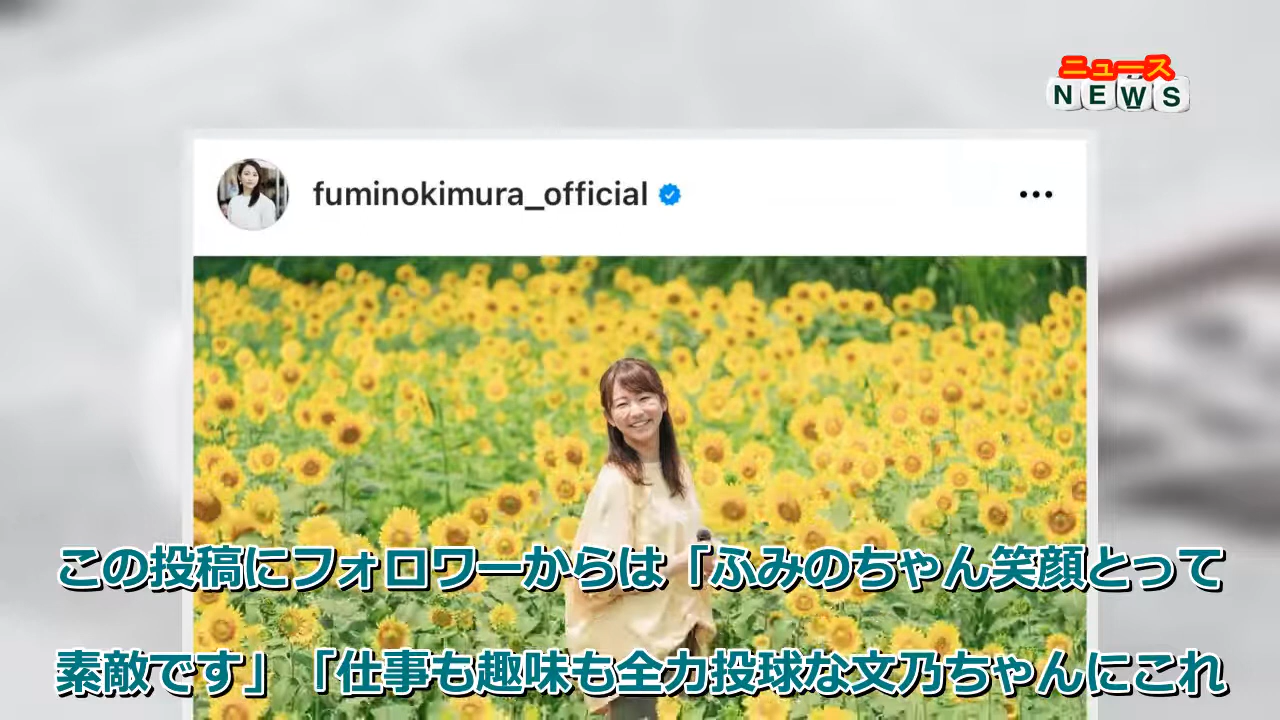 ニュース
NEWS
fuminokimura_official
この投稿にフォロワーからは「ふみのちゃん笑顔とって
素敵です」「仕事も趣味も全力投球な文乃ちゃんにこれ